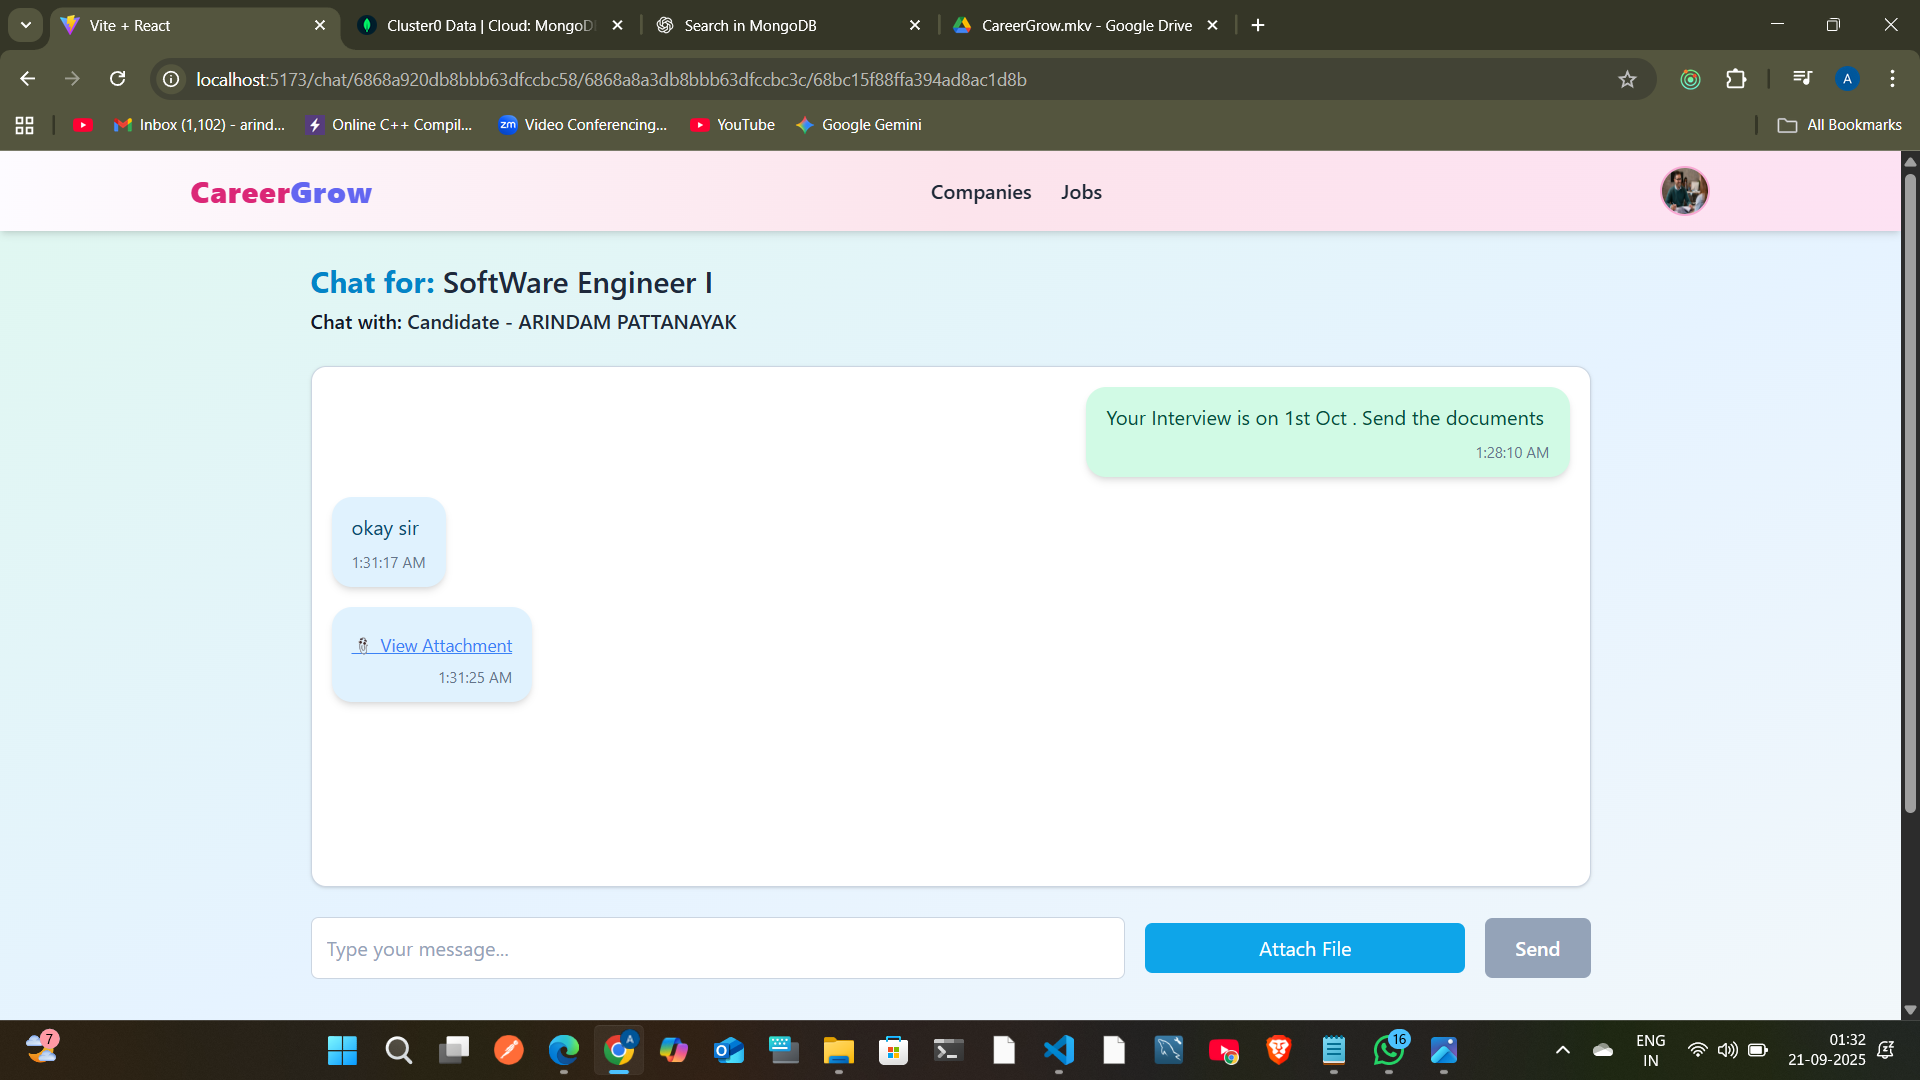 Vite + React
Cluster0 Data | Cloud: MongoD
Search in MongoDB
CareerGrow.mkv - Google Drive
localhost:5173/chat/6868a920db8bbb63dfccbc58/6868a8a3db8bbb63dfccbc3c/68bc15f88ffa394ad8ac1d8b
A
Inbox (1,102) - arind...
Online C++ Compil...
zm
Video Conferencing...
YouTube
Google Gemini
All Bookmarks
CareerGrow
Companies
Jobs
Chat for: SoftWare Engineer I
Chat with: Candidate - ARINDAM PATTANAYAK
Your Interview is on 1st Oct . Send the documents
1:28:10 AM
okay sir
1:31:17 AM
View Attachment
1:31:25 AM
Type your message...
Attach File
Send
7
A
16
ENG
IN
01:32
21-09-2025